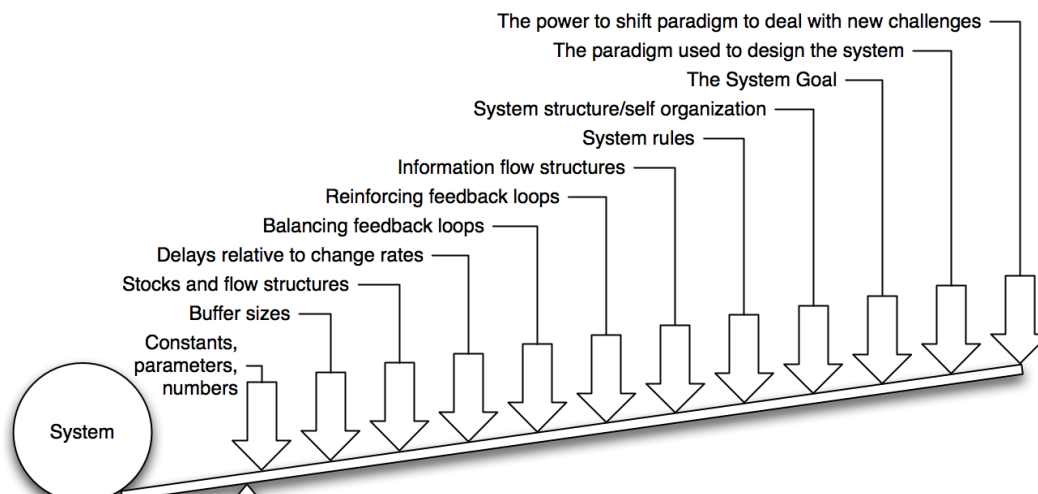 The power to shift paradigm to deal with new challenges
The paradigm used to design the system
The System Goal
System structure/self organization
System rules
Information flow structures
Reinforcing feedback loops
Balancing feedback loops
Delays relative to change rates
Stocks and flow structures
Buffer sizes
Constants,
parameters,
numbers
System